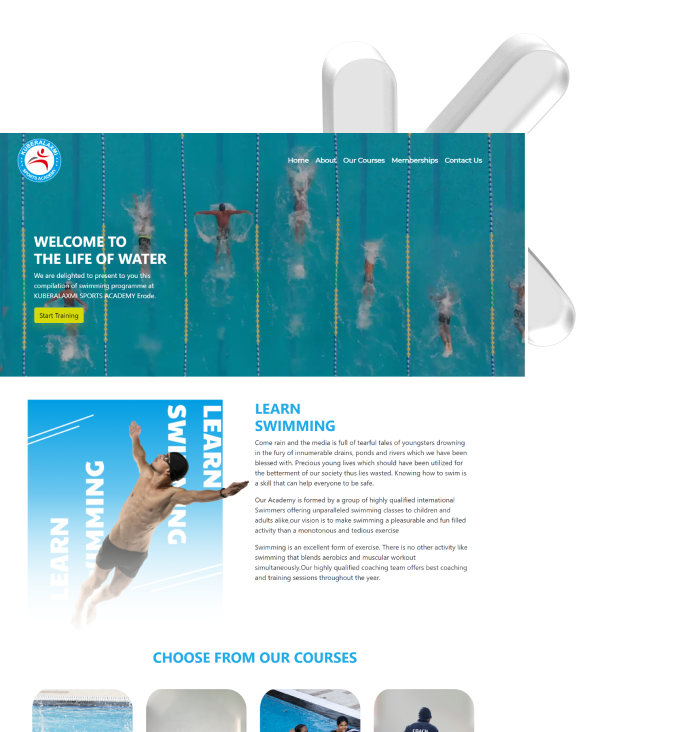 KUBERALAXMI
SPORTS ACADEMY
Home About Our Courses Memberships Contact Us
WELCOME TO
THE LIFE OF WATER
We are delighted to present to you this
compilation of swimming programme at
KUBERALAXMI SPORTS ACADEMY Erode.
Start Training
LEARN
SWIMMING
LEARN
SWIMMING
LEARN
SWIMMING
Come rain and the media is full of tearful tales of youngsters drowning
in the fury of innumerable drains, ponds and rivers which we have been
blessed with. Precious young lives which should have been utilized for
the betterment of our society thus lies wasted. Knowing how to swim is
a skill that can help everyone to be safe.
Our Academy is formed by a group of highly qualified international
Swimmers offering unparalleled swimming classes to children and
adults alike.our vision is to make swimming a pleasurable and fun filled
activity than a monotonous and tedious exercise
Swimming is an excellent form of exercise. There is no other activity like
swimming that blends aerobics and muscular workout
simultaneously.Our highly qualified coaching team offers best coaching
and training sessions throughout the year.
CHOOSE FROM OUR COURSES
COACH